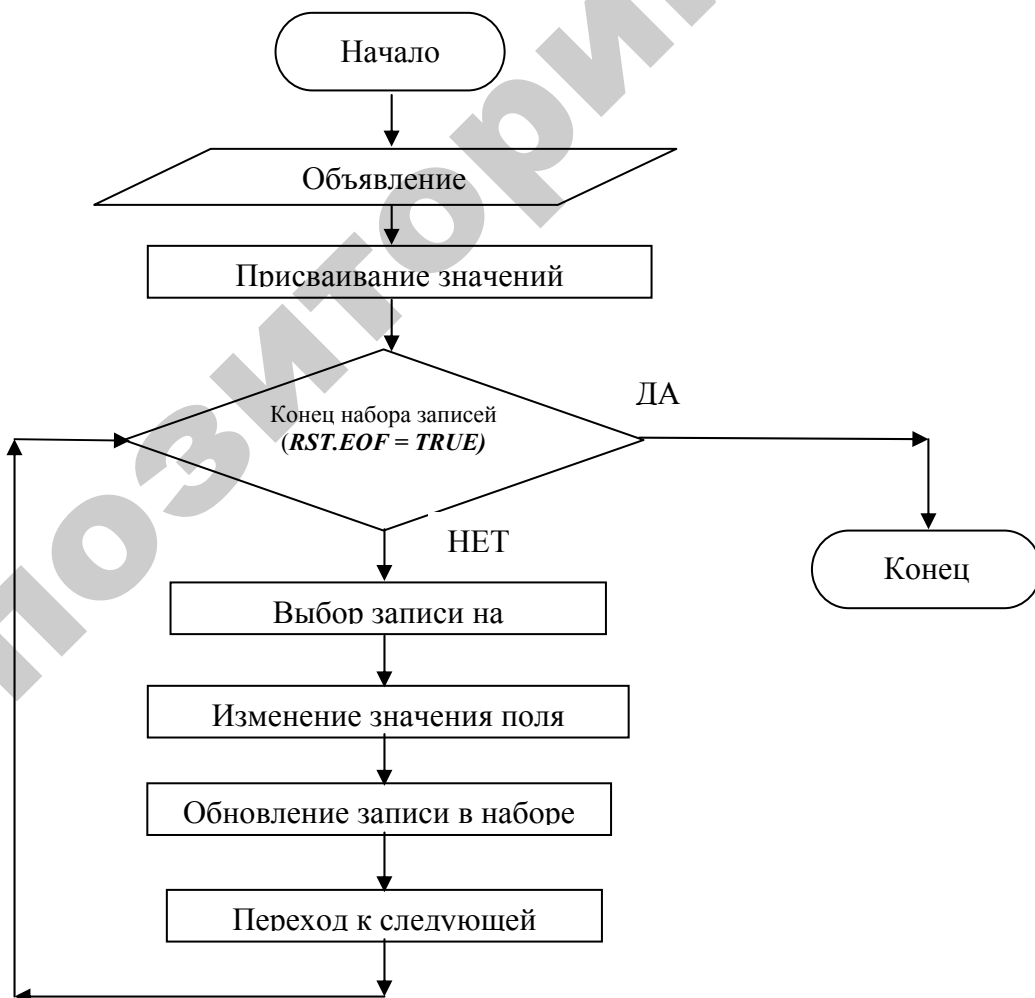 Начало
Объявление
Присваивание значений
Конец набора записей
(RST.EOF = TRUE)
ДА
НЕТ
Конец
Выбор записи на
Изменение значения поля
Обновление записи в наборе
Переход к следующей
позитори